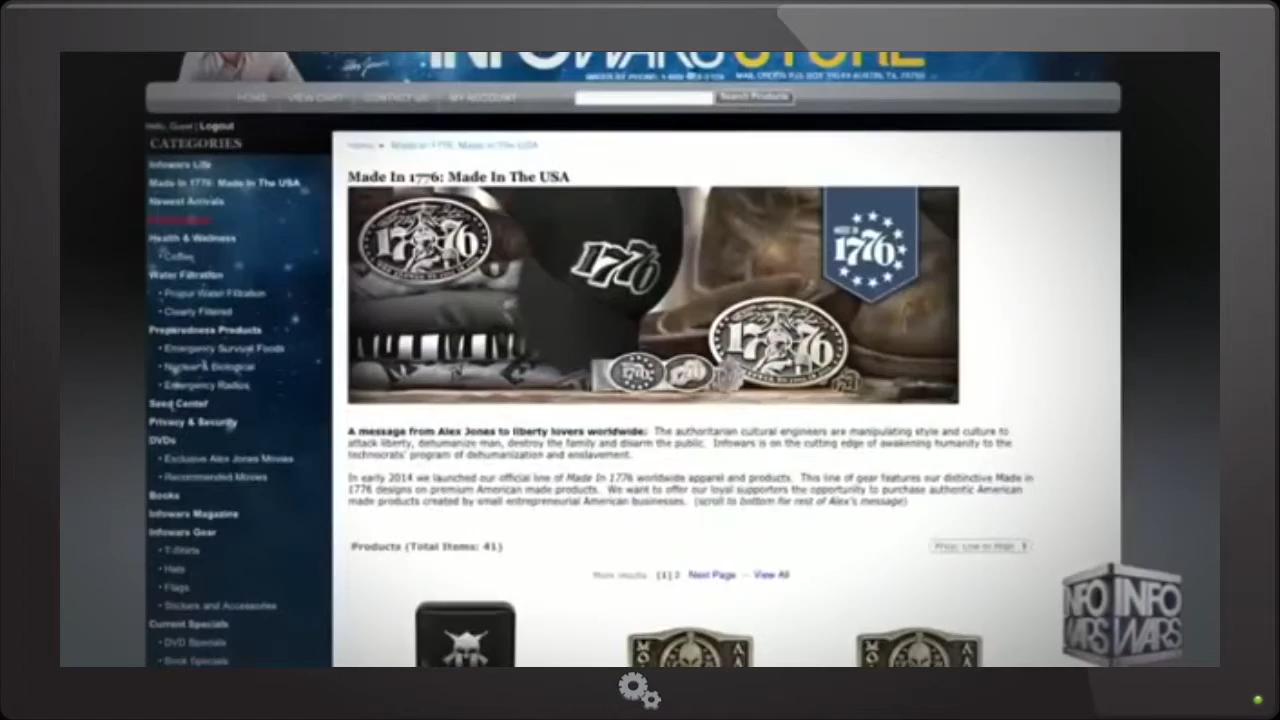 INFOWARS STORE
Alex Jones
HOME VIEW CART CONTACT US MY ACCOUNT Search Products
Hello, Guest | Logout
CATEGORIES
Home Made In 1776: Made In The USA
Infowars Life
Made In 1776: Made In The USA
Newest Arrivals
Health & Wellness
• Coffee
Water Filtration
• Propur Water Filtration
• Clearly Filtered
Preparedness Products
• Emergency Survival Foods
• Nuclear & Biological
• Emergency Radios
Seed Center
Privacy & Security
DVDs
• Exclusive Alex Jones Movies
• Recommended Movies
Books
Infowars Magazine
Infowars Gear
• T-Shirts
• Hats
• Flags
• Stickers and Accessories
Current Specials
• DVD Specials
• Book Specials
Made In 1776: Made In The USA
1776
1776
MADE IN
1776
1776
1776
1776
A message from Alex Jones to liberty lovers worldwide: The authoritarian cultural engineers are manipulating style and culture to
attack liberty, dehumanize man, destroy the family and disarm the public. Infowars is on the cutting edge of awakening humanity to the
technocrats' program of dehumanization and enslavement.
In early 2014 we launched our official line of Made In 1776 worldwide apparel and products. This line of gear features our distinctive Made in
1776 designs on premium American made products. We want to offer our loyal supporters the opportunity to purchase authentic American
made products created by small entrepreneurial American businesses. (scroll to bottom for rest of Alex's message)
Products (Total Items: 41)
Price: Low to High
More results: [1] 2 Next Page -- View All
INFO INFO
WARS WARS